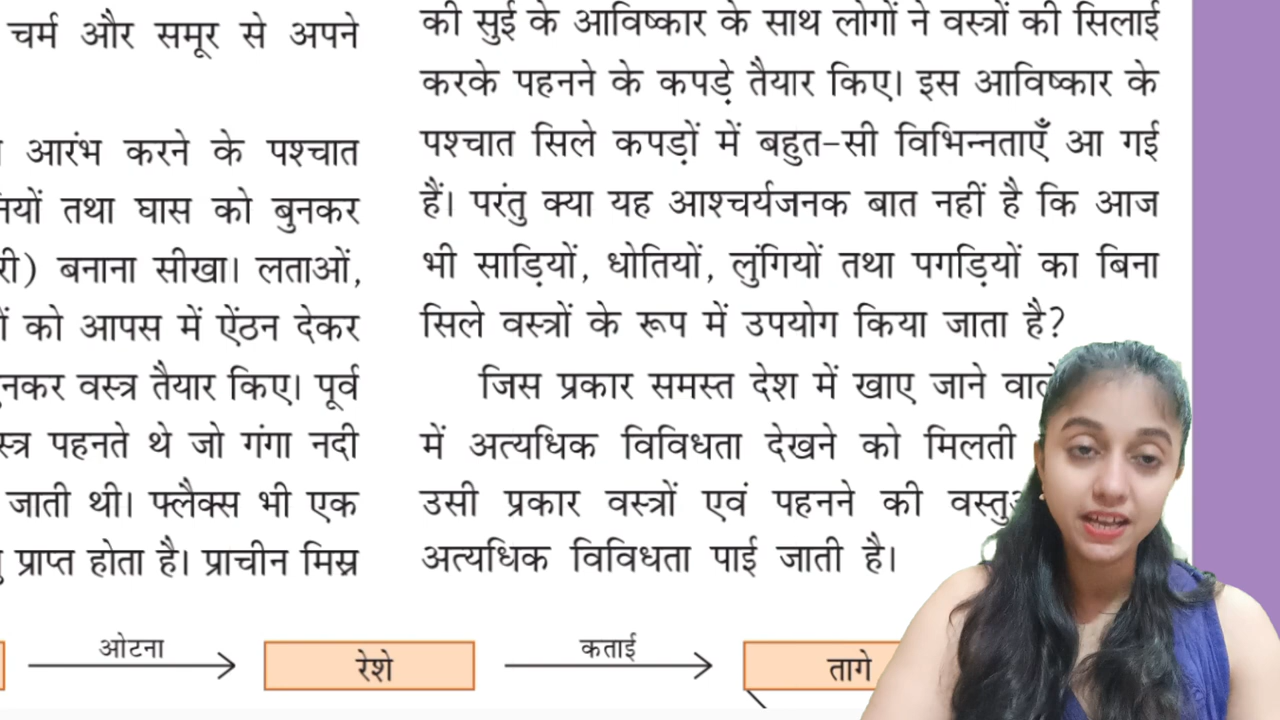 चर्म और समूर से अपने
आरंभ करने के पश्चात
तथा घास को बुनकर
बनाना सीखा। लताओं,
को आपस में ऐंठन देकर
वस्त्र तैयार किए। पूर्व
पहनते थे जो गंगा नदी
जाती थी। फ्लैक्स भी एक
प्राप्त होता है। प्राचीन मिस्र
की सुई के आविष्कार के साथ लोगों ने वस्त्रों की सिलाई
करके पहनने के कपड़े तैयार किए। इस आविष्कार के
पश्चात सिले कपड़ों में बहुत-सी विभिन्नताएँ आ गई
हैं। परंतु क्या यह आश्चर्यजनक बात नहीं है कि आज
भी साड़ियों, धोतियों, लुंगियों तथा पगड़ियों का बिना
सिले वस्त्रों के रूप में उपयोग किया जाता है?
जिस प्रकार समस्त देश में खाए जाने
में अत्यधिक विविधता देखने को मिलती
उसी प्रकार वस्त्रों एवं पहनने की
अत्यधिक विविधता पाई जाती है।
ओटना
रेशे
कताई
तागे